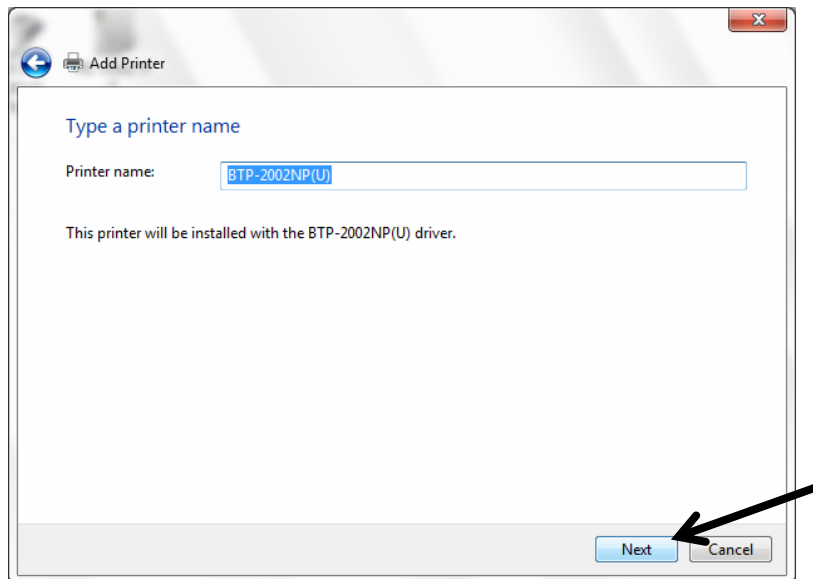 Add Printer
Type a printer name
Printer name: BTP-2002NP(U)
This printer will be installed with the BTP-2002NP(U) driver.
Next Cancel